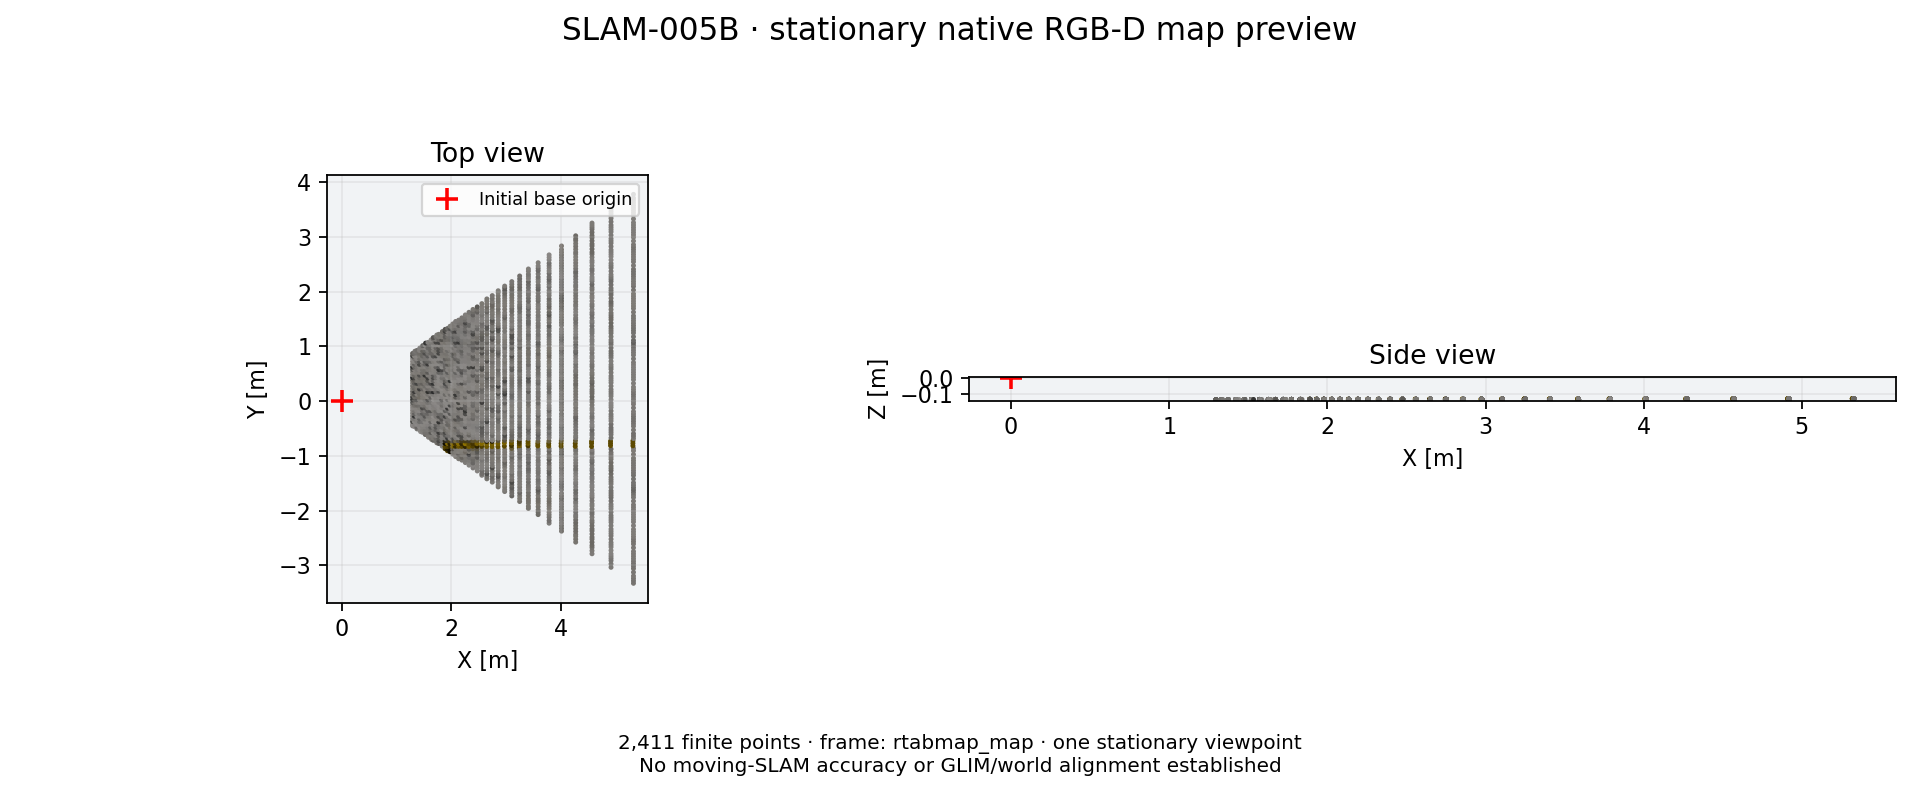 SLAM-005B · stationary native RGB-D map preview
Top view
Initial base origin
4
3
2
1
0
−1
−2
−3
Y [m]
0 2 4
X [m]
Side view
0.0
−0.1
Z [m]
0 1 2 3 4 5
X [m]
2,411 finite points · frame: rtabmap_map · one stationary viewpoint
No moving-SLAM accuracy or GLIM/world alignment established